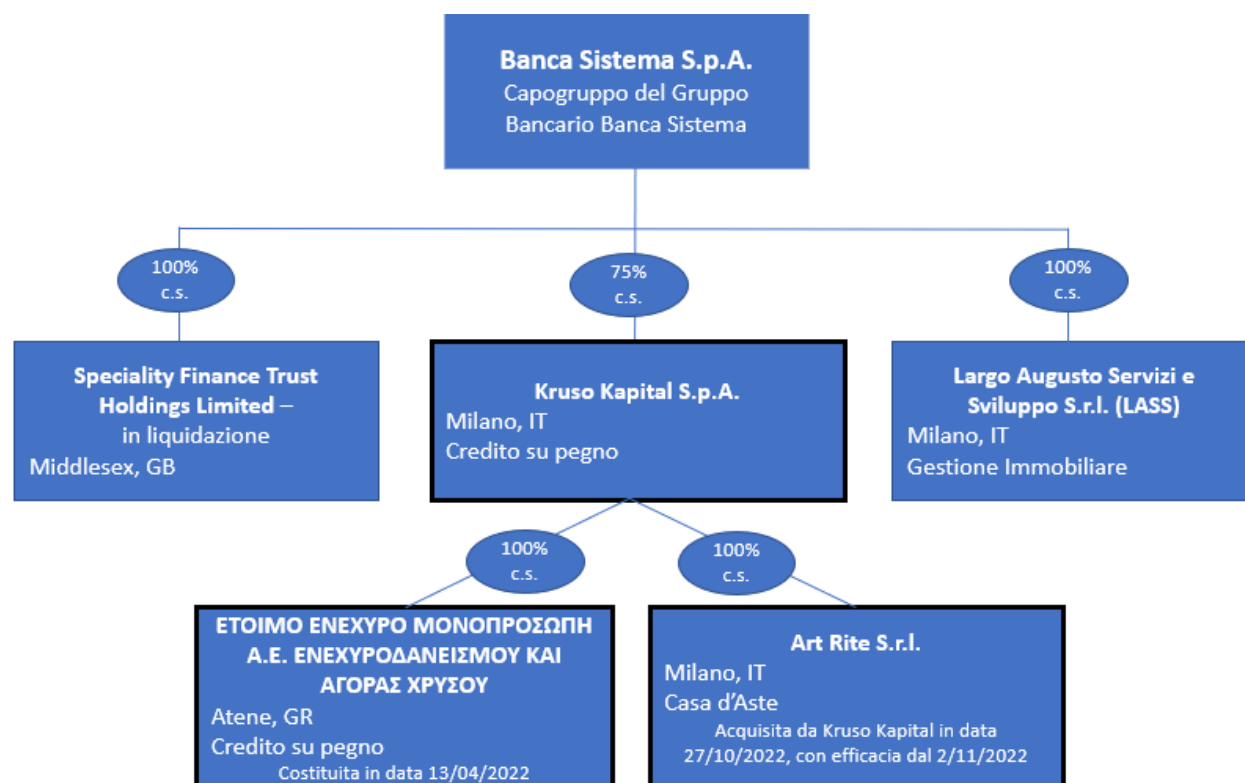 Banca Sistema S.p.A.
Capogruppo del Gruppo
Bancario Banca Sistema
100%
c.s.
75%
c.s.
100%
c.s.
Speciality Finance Trust
Holdings Limited –
in liquidazione
Middlesex, GB
Kruso Kapital S.p.A.
Milano, IT
Credito su pegno
Largo Augusto Servizi e
Sviluppo S.r.l. (LASS)
Milano, IT
Gestione Immobiliare
100%
c.s.
100%
c.s.
ΕΤΟΙΜΟ ΕΝΕΧΥΡΟ ΜΟΝΟΠΡΟΣΩΠΗ
Α.Ε. ΕΝΕΧΥΡΟΔΑΝΕΙΣΜΟΥ ΚΑΙ
ΑΓΟΡΑΣ ΧΡΥΣΟΥ
Atene, GR
Credito su pegno
Costituita in data 13/04/2022
Art Rite S.r.l.
Milano, IT
Casa d’Aste
Acquisita da Kruso Kapital in data
27/10/2022, con efficacia dal 2/11/2022